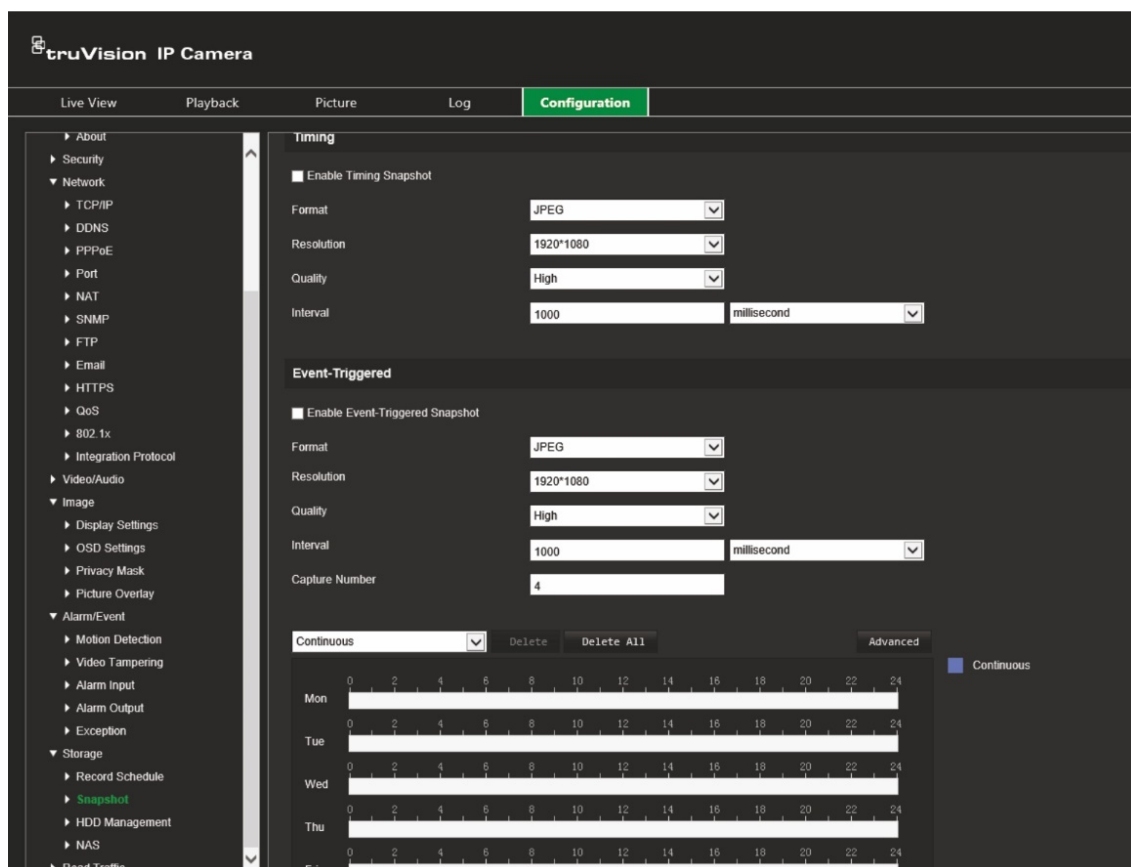 truVision IP Camera
Live View Playback Picture Log Configuration
About
Security
Network
TCP/IP
DDNS
PPPoE
Port
NAT
SNMP
FTP
Email
HTTPS
QoS
802.1x
Integration Protocol
Video/Audio
Image
Display Settings
OSD Settings
Privacy Mask
Picture Overlay
Alarm/Event
Motion Detection
Video Tampering
Alarm Input
Alarm Output
Exception
Storage
Record Schedule
Snapshot
HDD Management
NAS
Road Traffic
Timing
Enable Timing Snapshot
Format JPEG
Resolution 1920*1080
Quality High
Interval 1000 millisecond
Event-Triggered
Enable Event-Triggered Snapshot
Format JPEG
Resolution 1920*1080
Quality High
Interval 1000 millisecond
Capture Number 4
Continuous Delete Delete All Advanced
Continuous
0 2 4 6 8 10 12 14 16 18 20 22 24
Mon
0 2 4 6 8 10 12 14 16 18 20 22 24
Tue
0 2 4 6 8 10 12 14 16 18 20 22 24
Wed
0 2 4 6 8 10 12 14 16 18 20 22 24
Thu
0 2 4 6 8 10 12 14 16 18 20 22 24
Fri